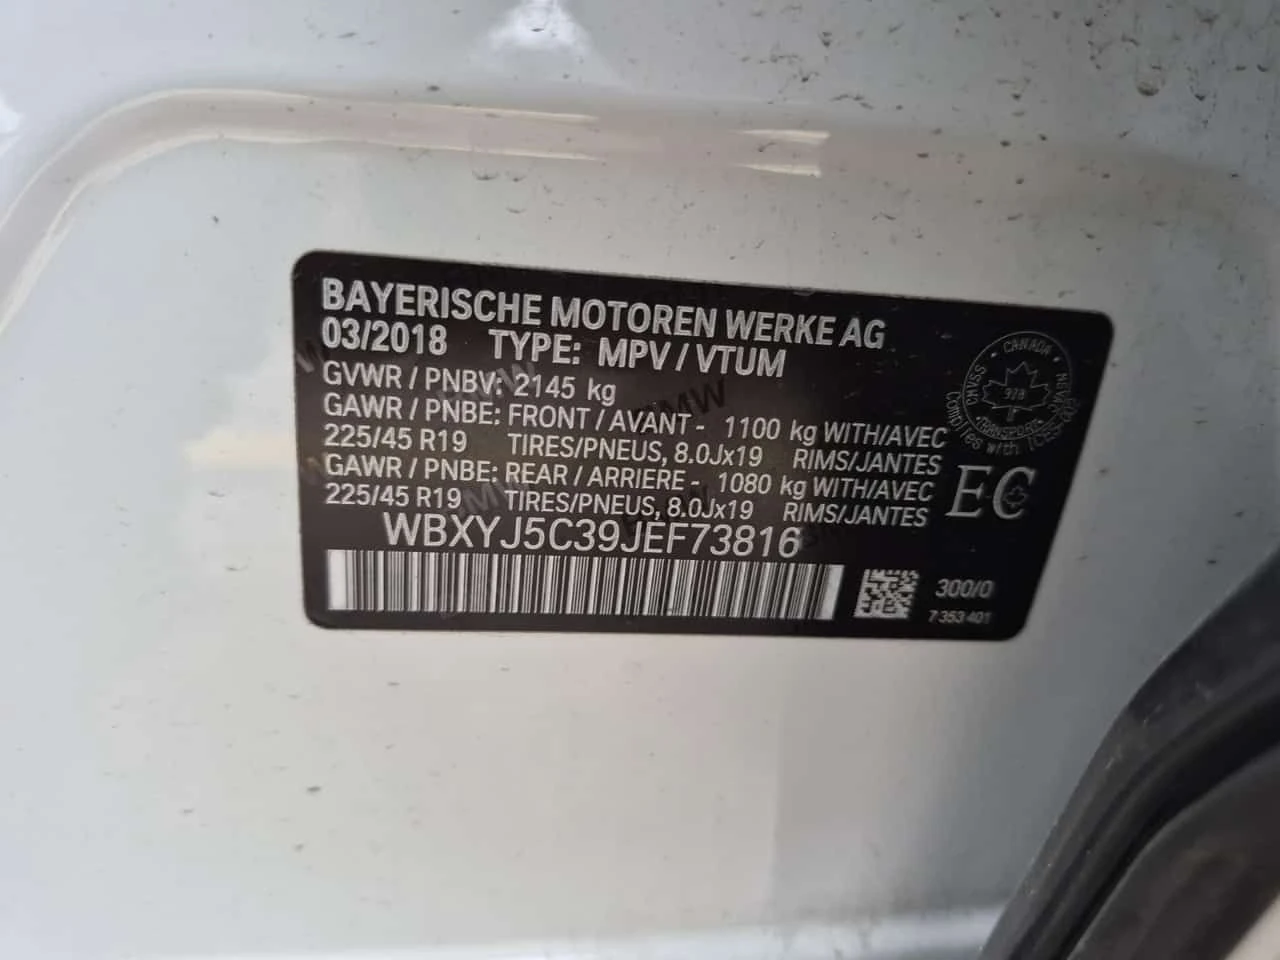 BAYERISCHE MOTOREN WERKE AG
03/2018 TYPE: MPV / VTUM
GVWR / PNBV: 2145 kg
GAWR / PNBE: FRONT / AVANT - 1100 kg WITH/AVEC
225/45 R19 TIRES/PNEUS, 8.0Jx19 RIMS/JANTES
GAWR / PNBE: REAR / ARRIERE - 1080 kg WITH/AVEC
225/45 R19 TIRES/PNEUS, 8.0Jx19 RIMS/JANTES
WBXYJ5C39JEF73816
CANADA
978
TRANSPORT
EC
300/0
7 353 401